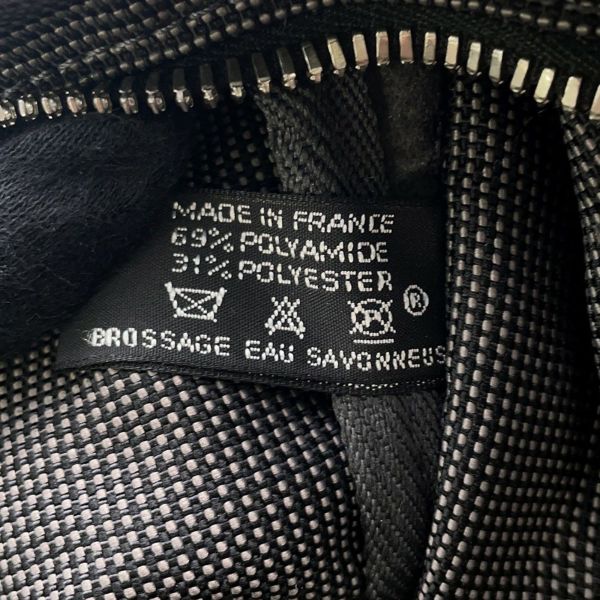 MADE IN FRANCE
69% POLYAMIDE
31% POLYESTER
P ®
BROSSAGE EAU SAVONNEUS